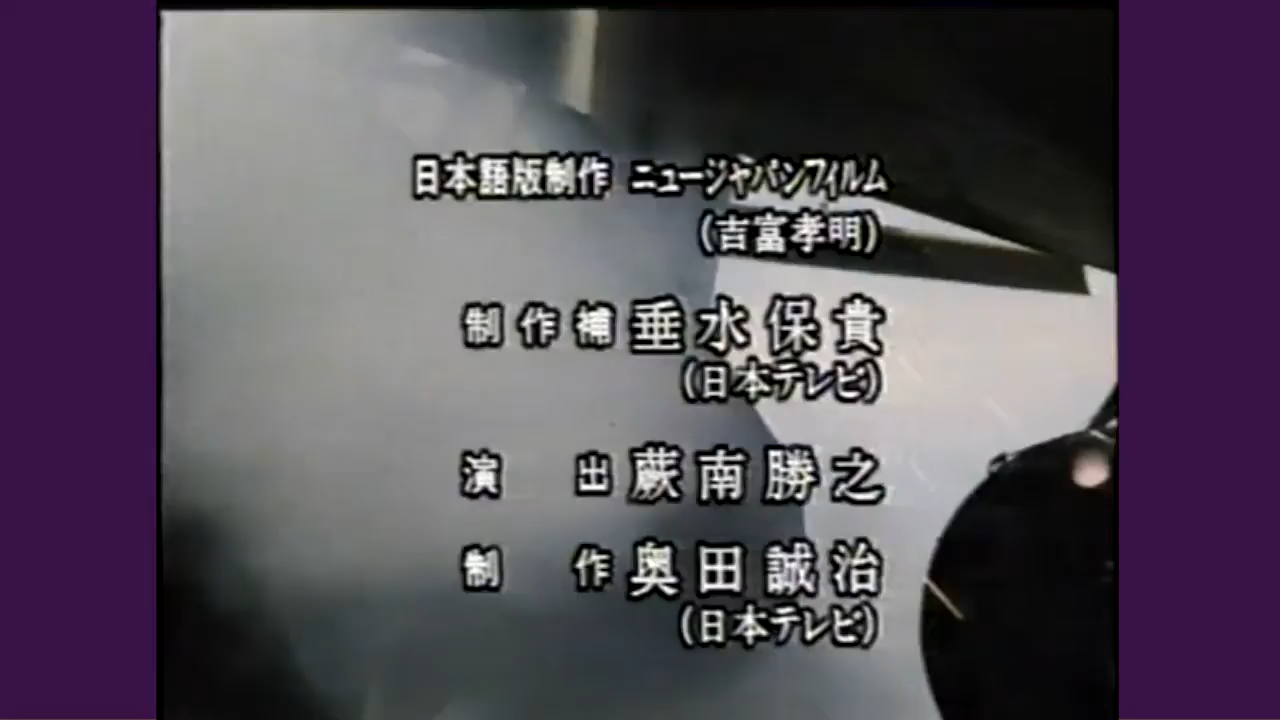 日本語版制作 ニュージャパンフィルム
(吉富孝明)
制作補 垂水保貴
(日本テレビ)
演出 蕨南勝之
制作 奥田誠治
(日本テレビ)